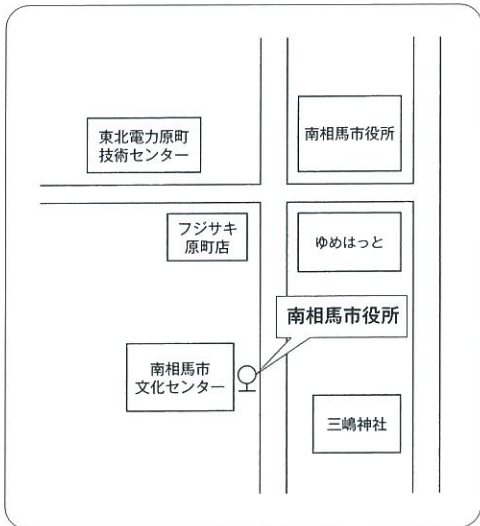 東北電力原町
技術センター
南相馬市役所
フジサキ
原町店
ゆめはっと
南相馬市役所
南相馬市
文化センター
三嶋神社